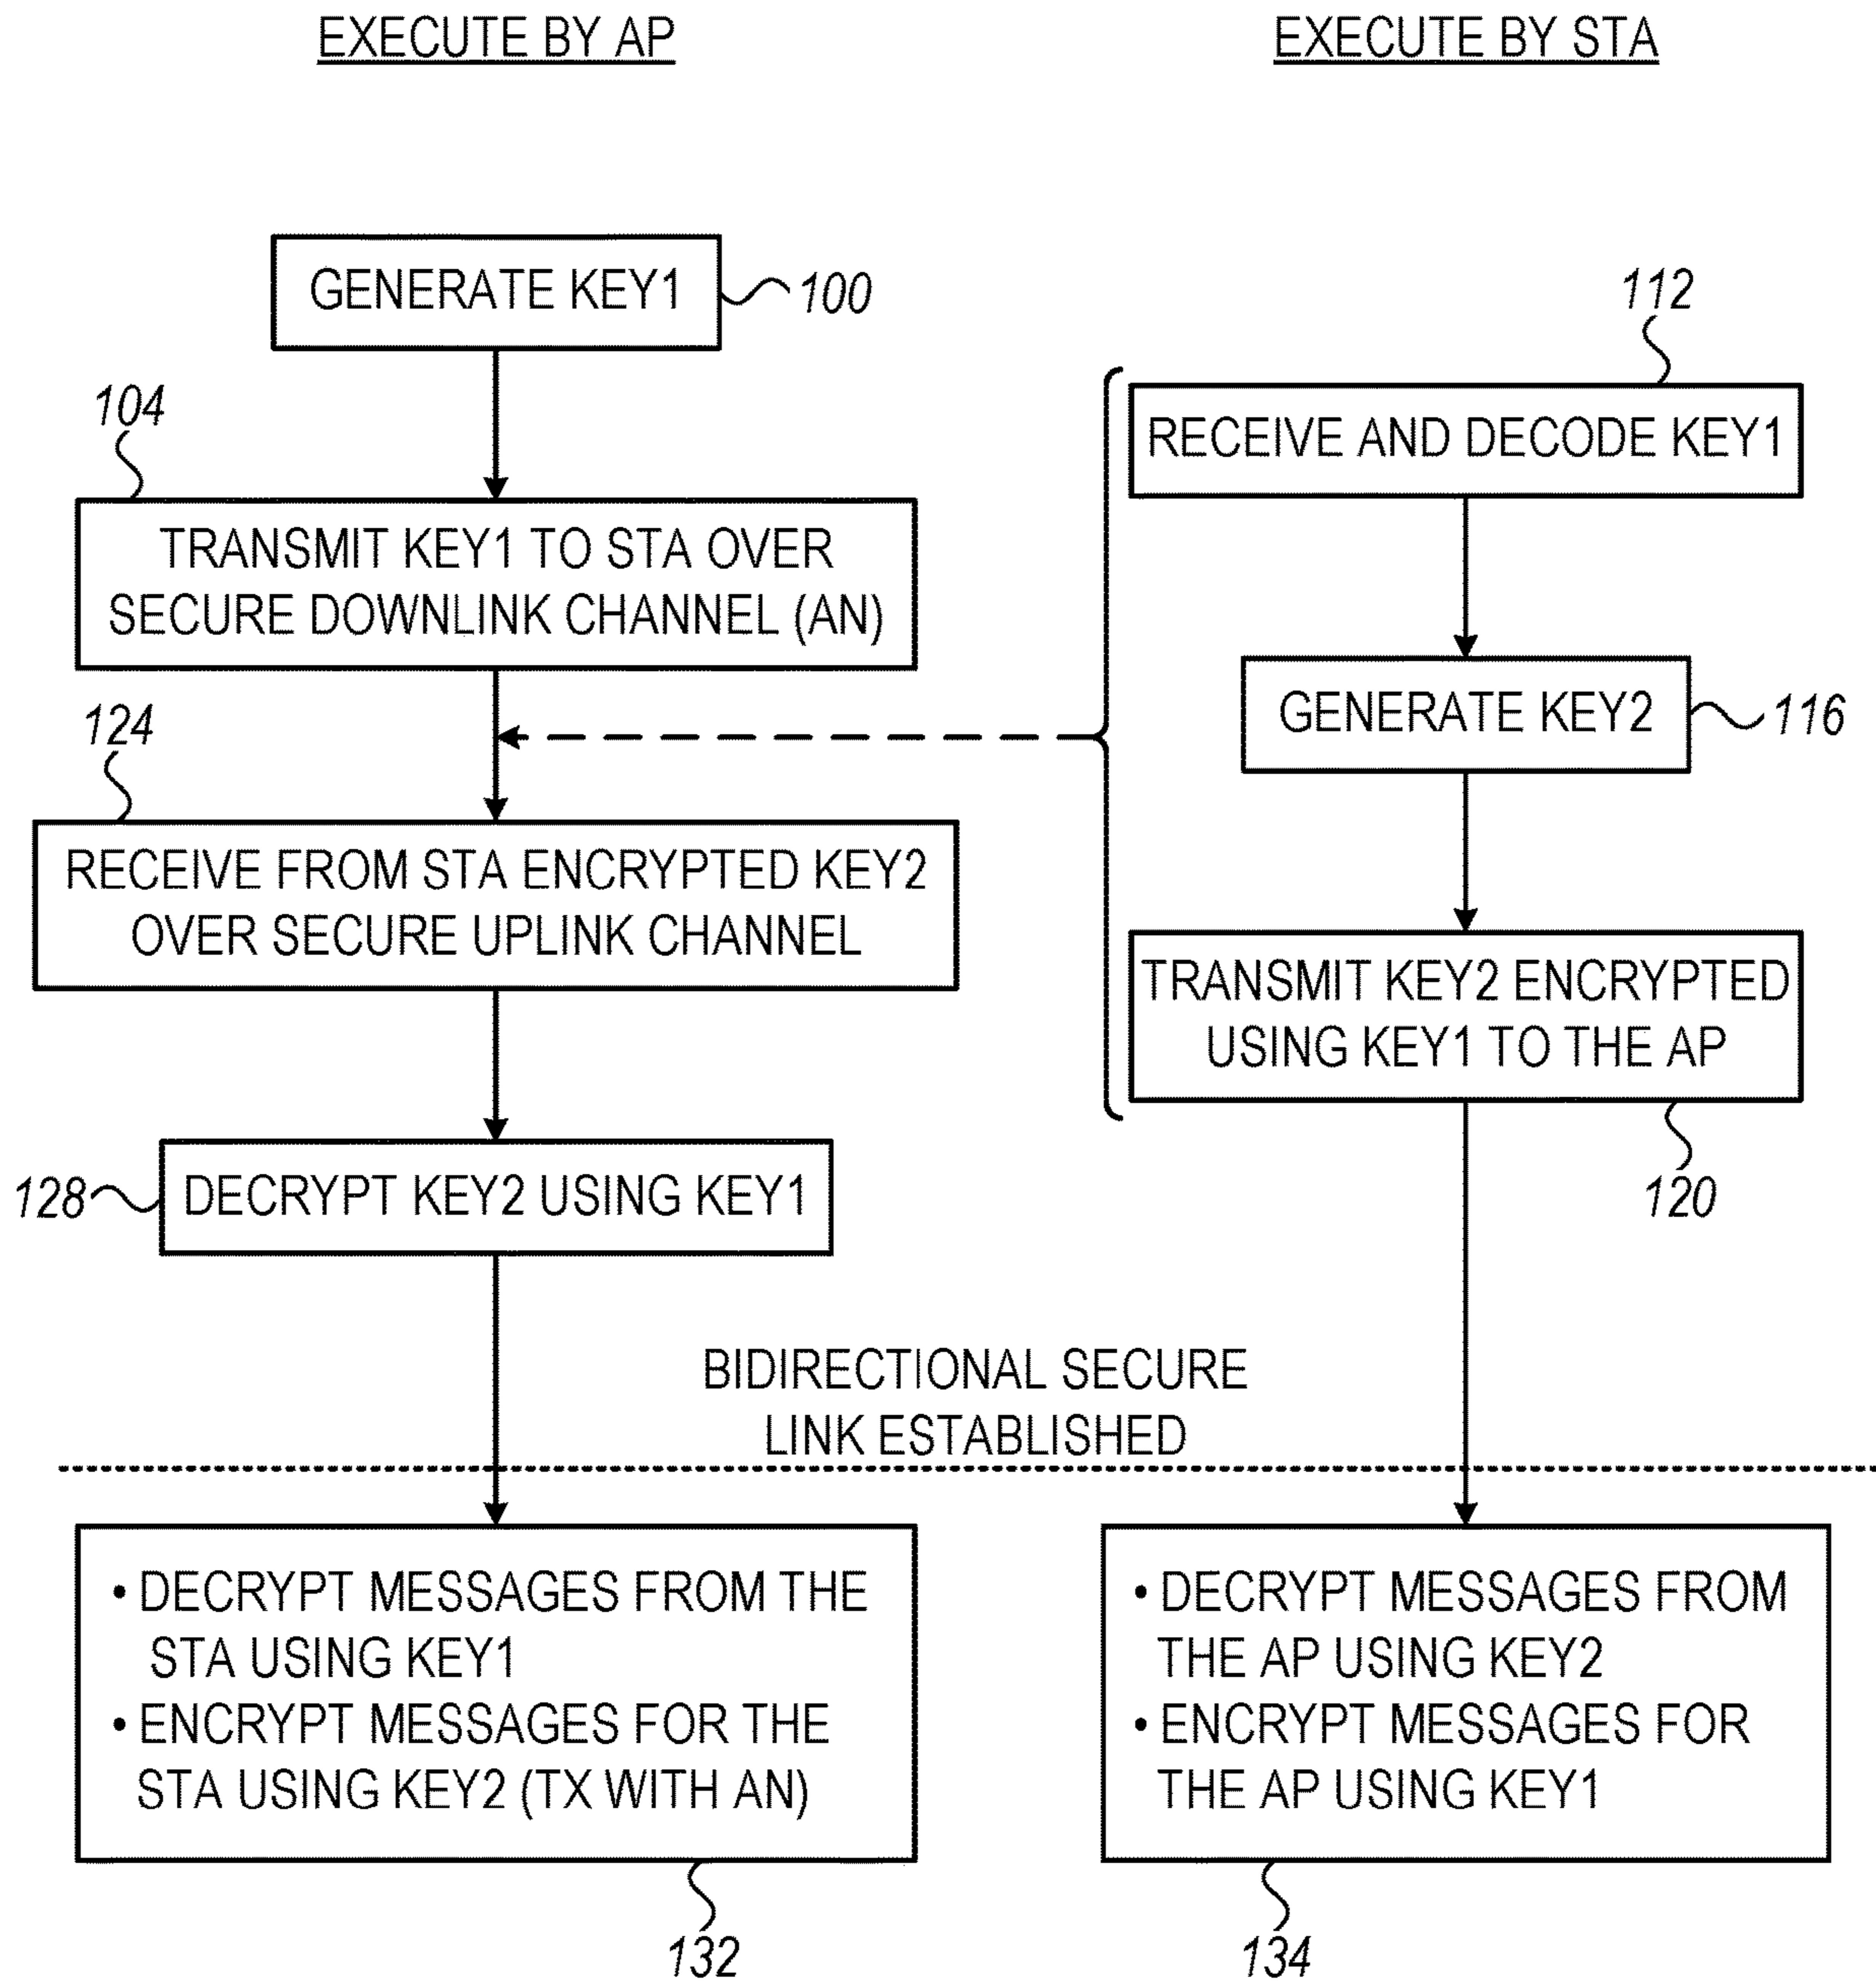 EXECUTE BY AP
EXECUTE BY STA
GENERATE KEY1
100
104
TRANSMIT KEY1 TO STA OVER
SECURE DOWNLINK CHANNEL (AN)
124
RECEIVE FROM STA ENCRYPTED KEY2
OVER SECURE UPLINK CHANNEL
128
DECRYPT KEY2 USING KEY1
112
RECEIVE AND DECODE KEY1
GENERATE KEY2
116
TRANSMIT KEY2 ENCRYPTED
USING KEY1 TO THE AP
120
BIDIRECTIONAL SECURE
LINK ESTABLISHED
• DECRYPT MESSAGES FROM THE
STA USING KEY1
• ENCRYPT MESSAGES FOR THE
STA USING KEY2 (TX WITH AN)
132
• DECRYPT MESSAGES FROM
THE AP USING KEY2
• ENCRYPT MESSAGES FOR
THE AP USING KEY1
134